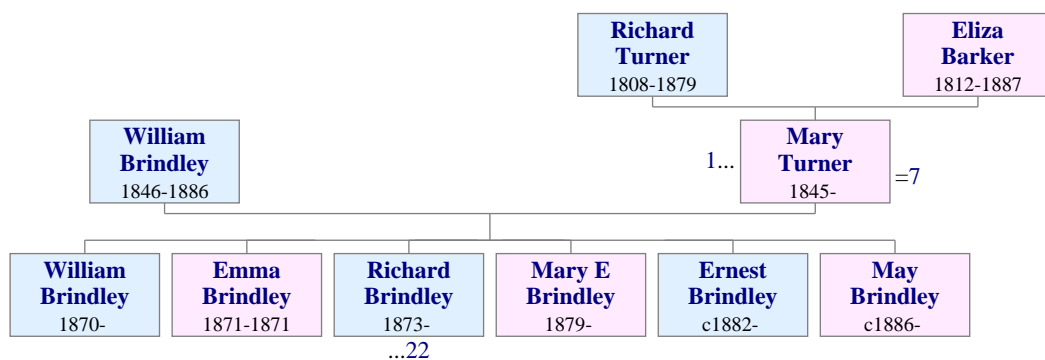 Richard
Turner
1808-1879
Eliza
Barker
1812-1887
William
Brindley
1846-1886
1...
Mary
Turner
1845-
=7
William
Brindley
1870-
Emma
Brindley
1871-1871
Richard
Brindley
1873-
...22
Mary E
Brindley
1879-
Ernest
Brindley
c1882-
May
Brindley
c1886-